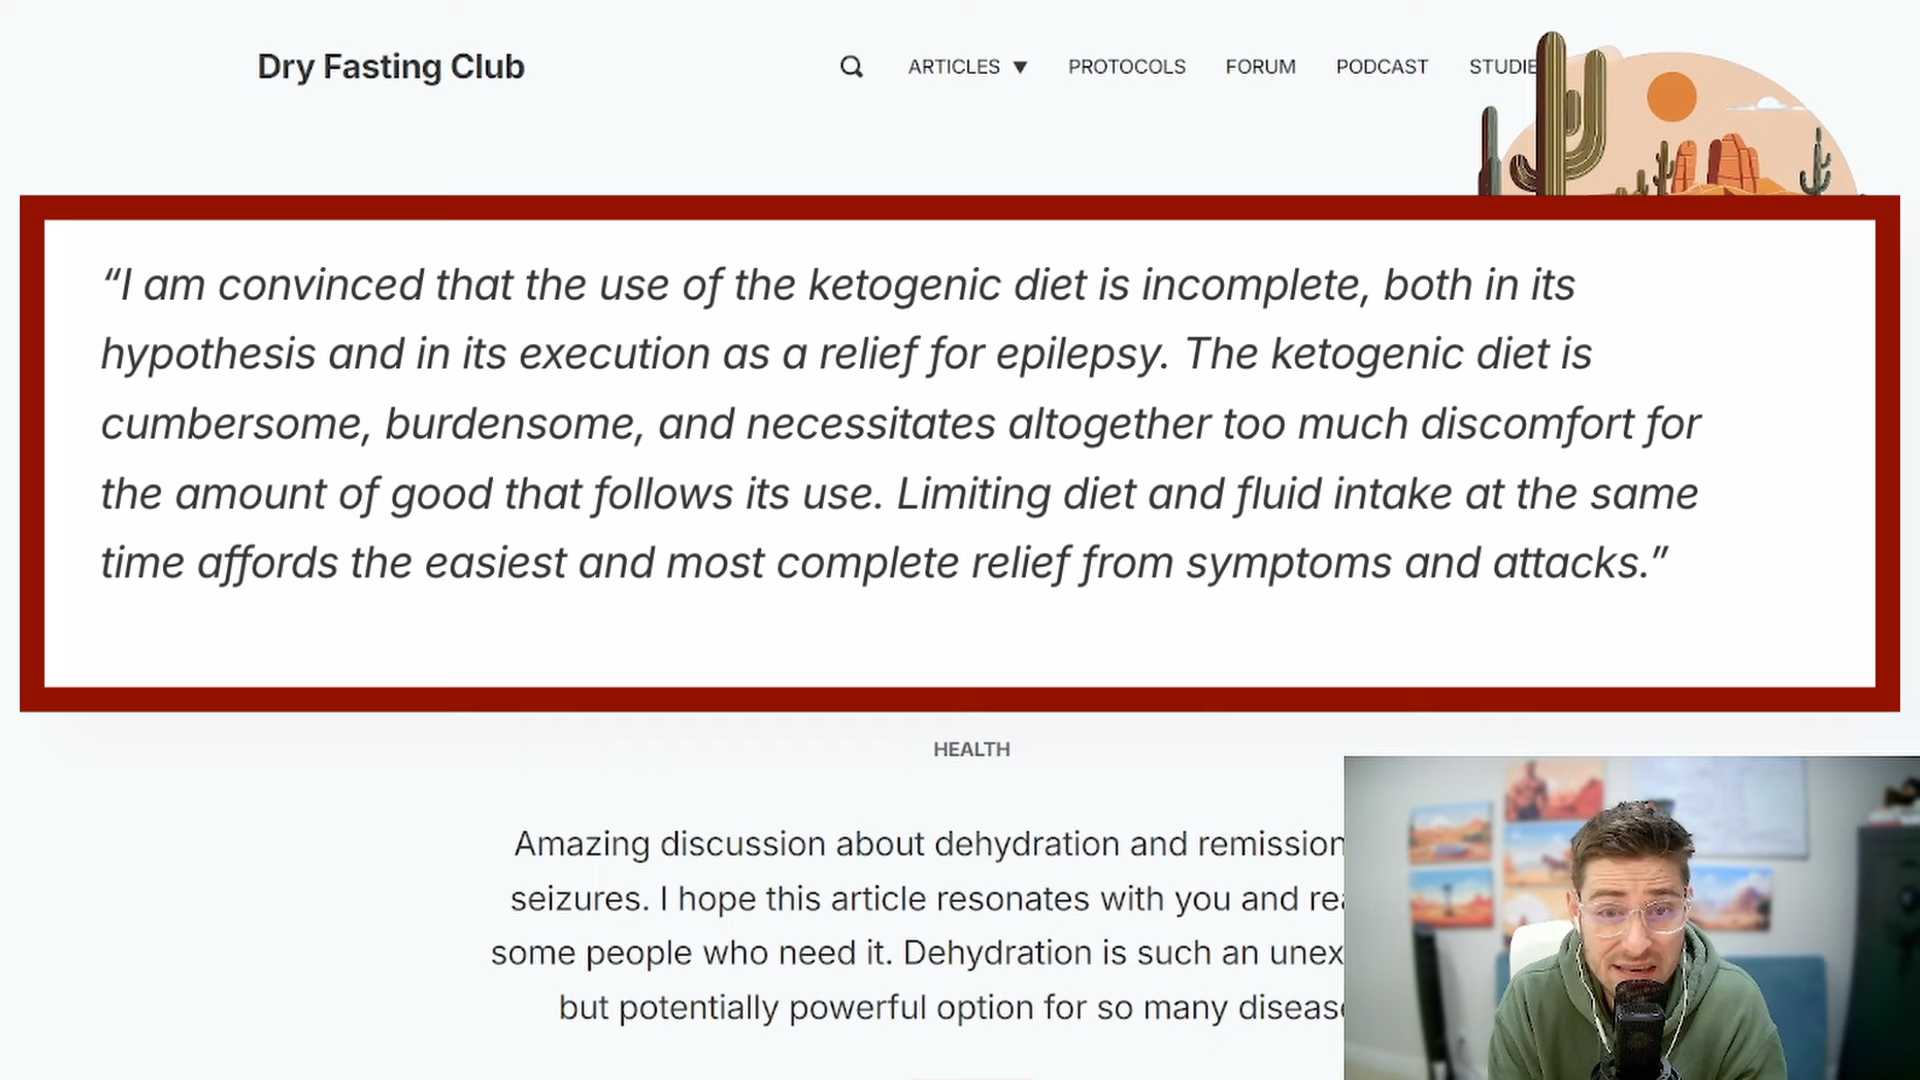 Dry Fasting Club
ARTICLES ▼ PROTOCOLS FORUM PODCAST
“I am convinced that the use of the ketogenic diet is incomplete, both in its
hypothesis and in its execution as a relief for epilepsy. The ketogenic diet is
cumbersome, burdensome, and necessitates altogether too much discomfort for
the amount of good that follows its use. Limiting diet and fluid intake at the same
time affords the easiest and most complete relief from symptoms and attacks.”
HEALTH
Amazing discussion about dehydration and remission
seizures. I hope this article resonates with you and
some people who need it. Dehydration is such an
but potentially powerful option for so many